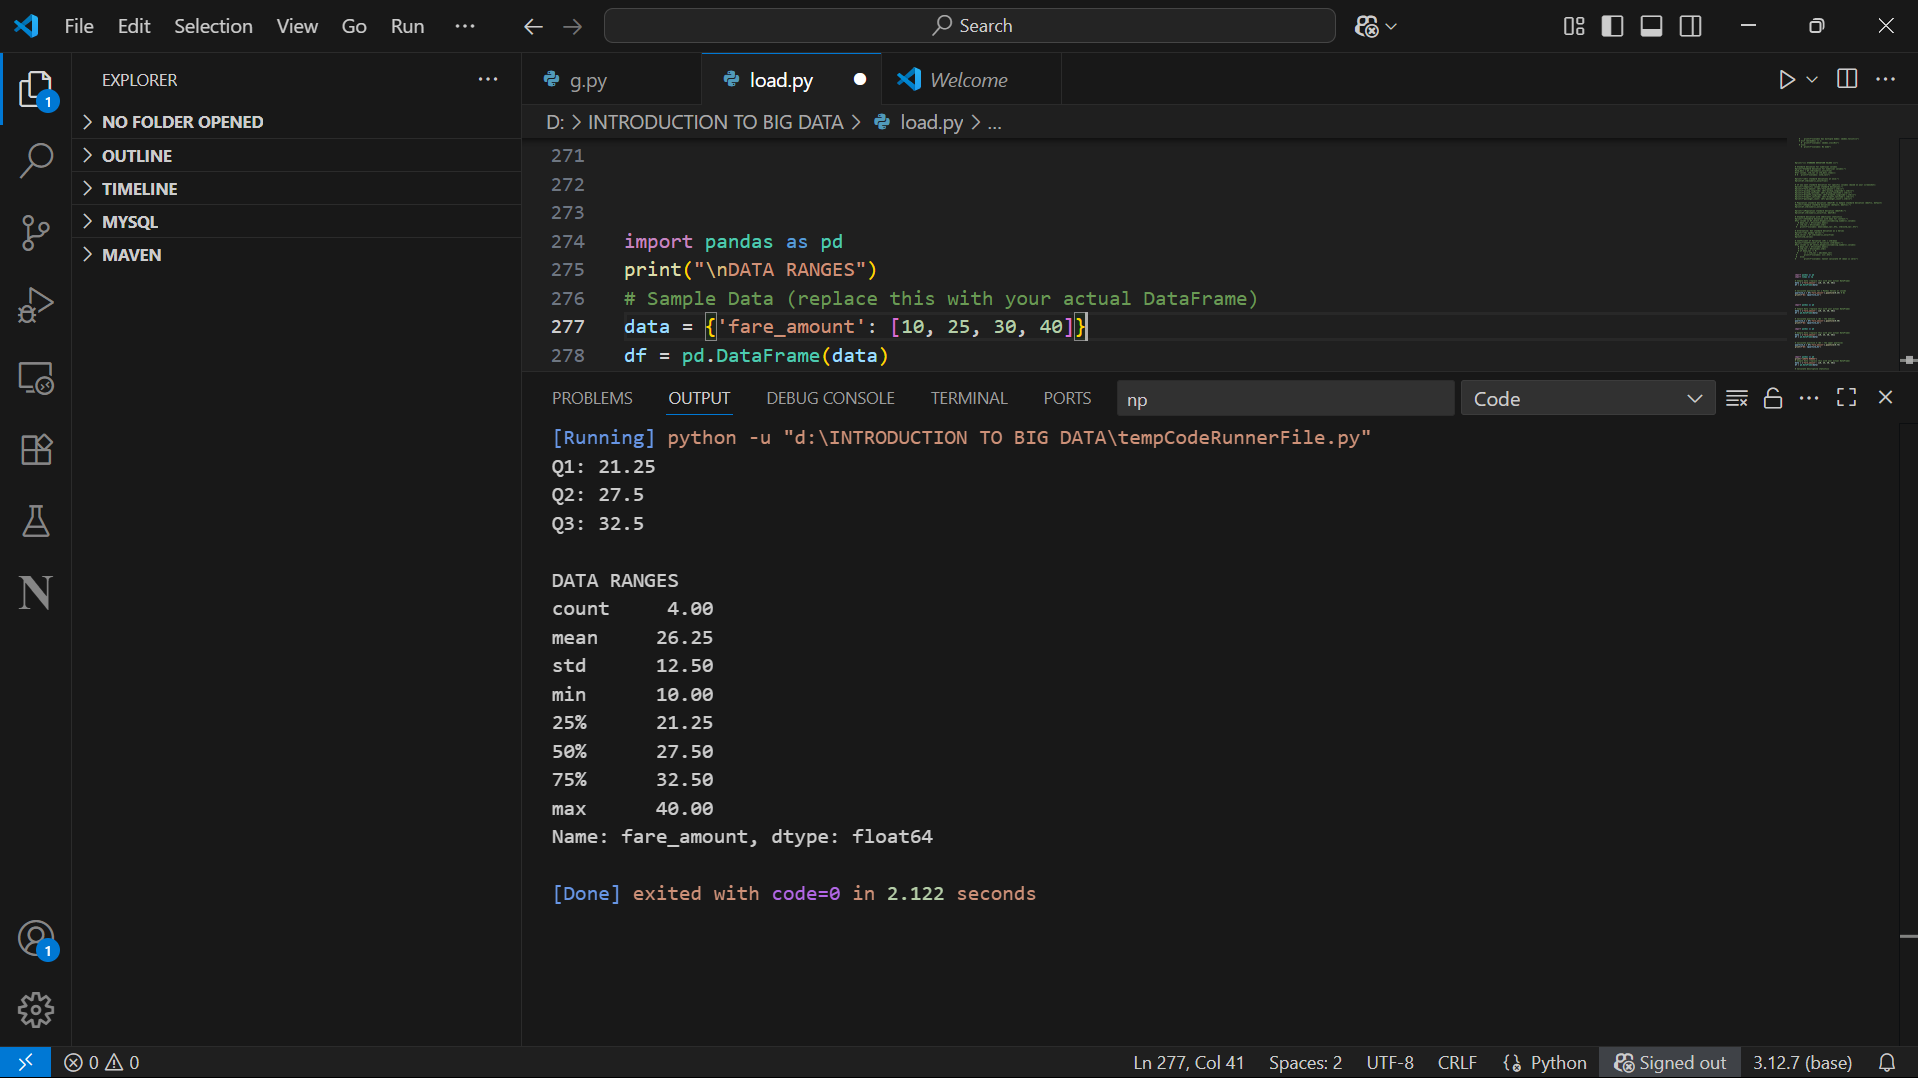 File Edit Selection View Go Run ... Search
EXPLORER ...
1
NO FOLDER OPENED
OUTLINE
TIMELINE
MYSQL
MAVEN
N
1
g.py load.py Welcome
D: > INTRODUCTION TO BIG DATA > load.py > ...
271
272
273
274 import pandas as pd
275 print("\nDATA RANGES")
276 # Sample Data (replace this with your actual DataFrame)
277 data = {'fare_amount': [10, 25, 30, 40]}
278 df = pd.DataFrame(data)
PROBLEMS OUTPUT DEBUG CONSOLE TERMINAL PORTS np Code
[Running] python -u "d:\INTRODUCTION TO BIG DATA\tempCodeRunnerFile.py"
Q1: 21.25
Q2: 27.5
Q3: 32.5
DATA RANGES
count 4.00
mean 26.25
std 12.50
min 10.00
25% 21.25
50% 27.50
75% 32.50
max 40.00
Name: fare_amount, dtype: float64
[Done] exited with code=0 in 2.122 seconds
0 0 Ln 277, Col 41 Spaces: 2 UTF-8 CRLF Python Signed out 3.12.7 (base)